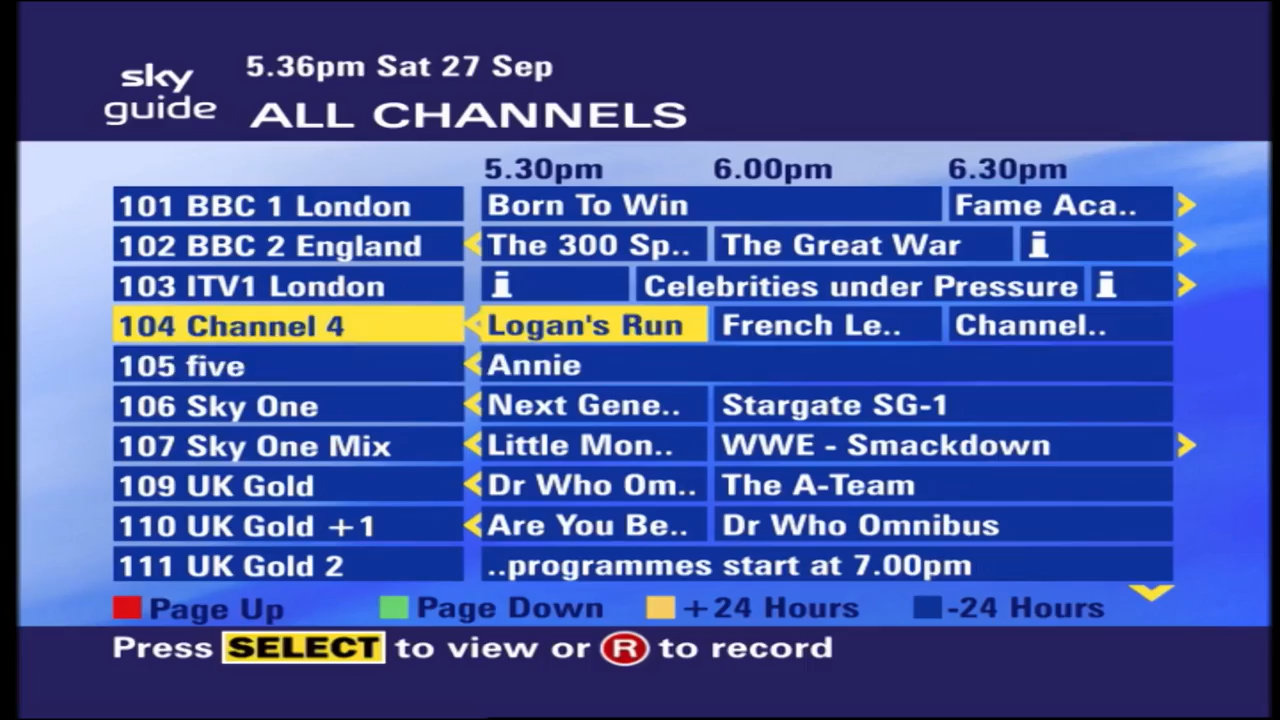 sky guide
5.36pm Sat 27 Sep
ALL CHANNELS
5.30pm 6.00pm 6.30pm
101 BBC 1 London Born To Win Fame Aca..
102 BBC 2 England The 300 Sp.. The Great War i
103 ITV1 London i Celebrities under Pressure i
104 Channel 4 Logan's Run French Le.. Channel..
105 five Annie
106 Sky One Next Gene.. Stargate SG-1
107 Sky One Mix Little Mon.. WWE - Smackdown
109 UK Gold Dr Who Om.. The A-Team
110 UK Gold +1 Are You Be.. Dr Who Omnibus
111 UK Gold 2 ..programmes start at 7.00pm
Page Up Page Down +24 Hours -24 Hours
Press SELECT to view or R to record